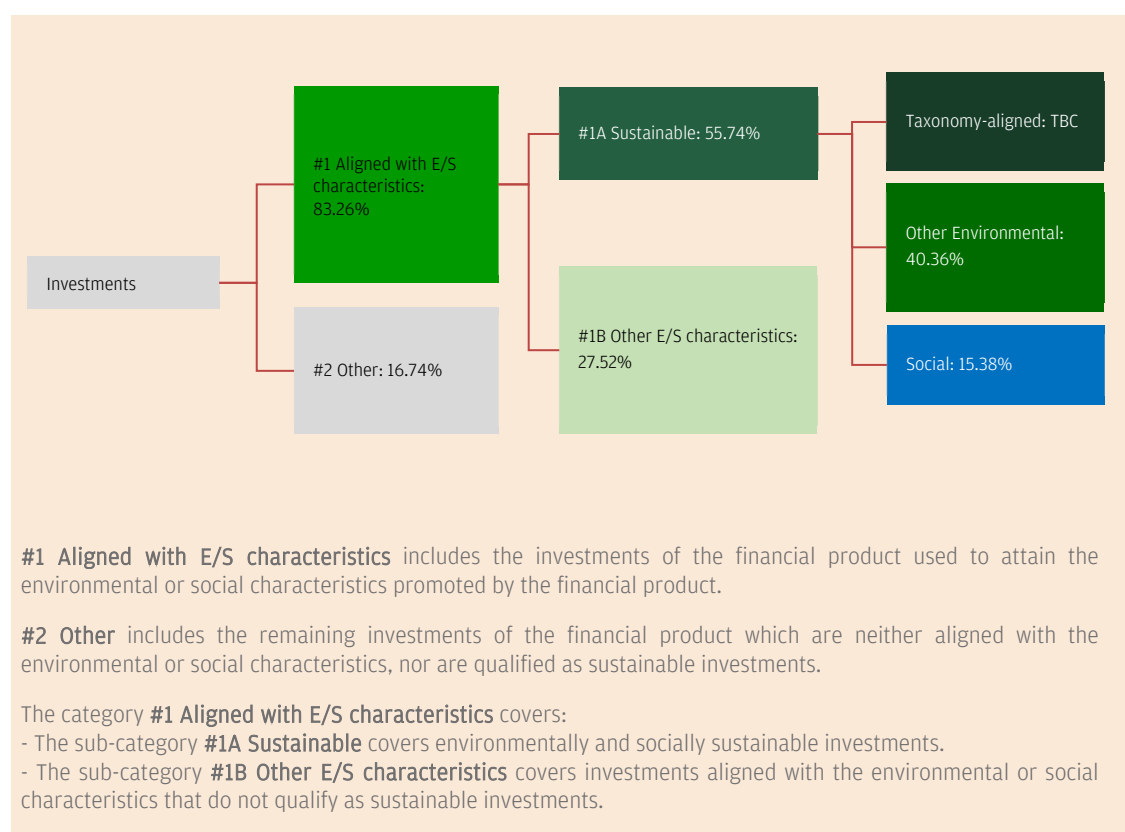 Investments
#1 Aligned with E/S
characteristics:
83.26%
#2 Other: 16.74%
#1A Sustainable: 55.74%
#1B Other E/S characteristics:
27.52%
Taxonomy-aligned: TBC
Other Environmental:
40.36%
Social: 15.38%
#1 Aligned with E/S characteristics includes the investments of the financial product used to attain the
environmental or social characteristics promoted by the financial product.
#2 Other includes the remaining investments of the financial product which are neither aligned with the
environmental or social characteristics, nor are qualified as sustainable investments.
The category #1 Aligned with E/S characteristics covers:
- The sub-category #1A Sustainable covers environmentally and socially sustainable investments.
- The sub-category #1B Other E/S characteristics covers investments aligned with the environmental or social
characteristics that do not qualify as sustainable investments.